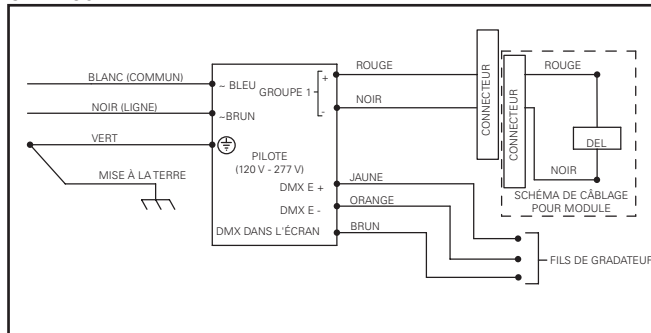 BLANC (COMMUN)
NOIR (LIGNE)
VERT
MISE À LA TERRE
~ BLEU
~BRUN
GROUPE 1
+
-
PILOTE
(120 V - 277 V)
DMX E +
DMX E -
DMX DANS L'ÉCRAN
ROUGE
NOIR
JAUNE
ORANGE
BRUN
CONNECTEUR
CONNECTEUR
ROUGE
DEL
NOIR
SCHÉMA DE CÂBLAGE
POUR MODULE
FILS DE GRADATEUR